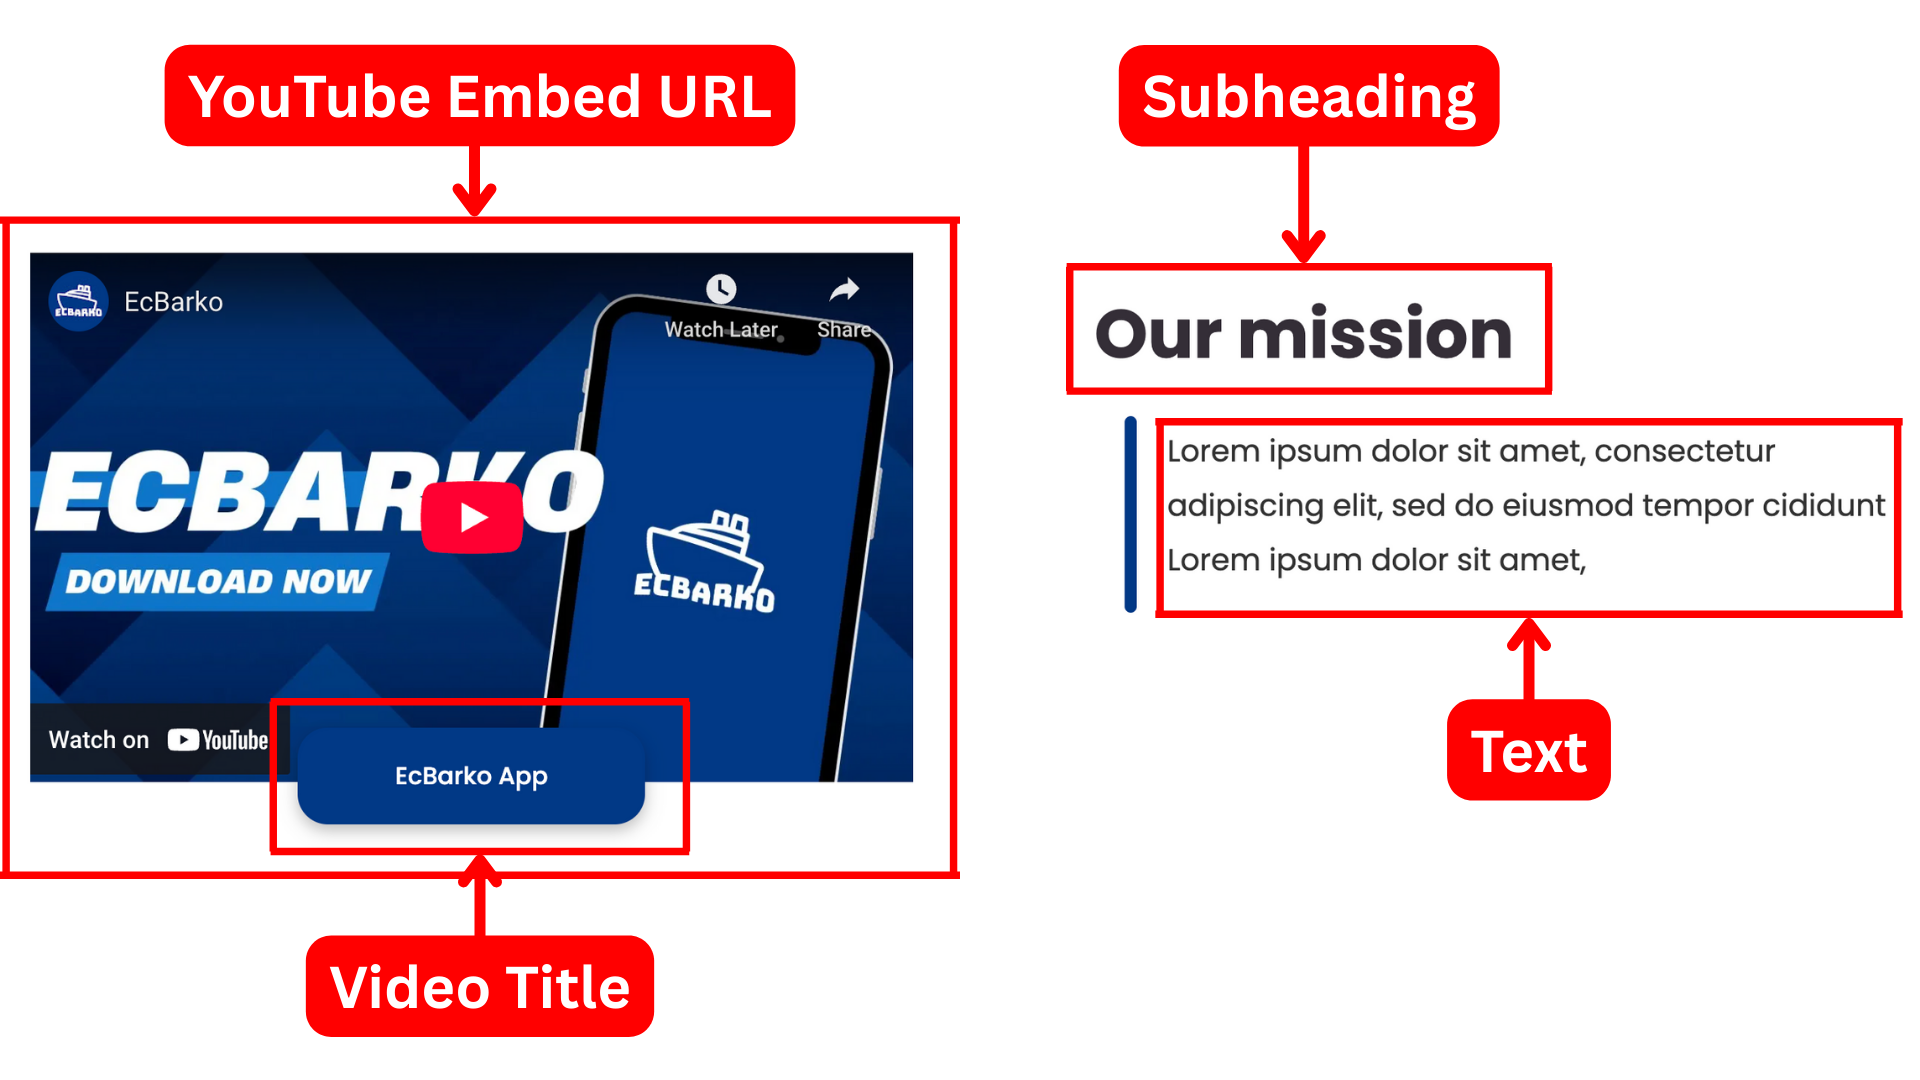 YouTube Embed URL
EcBarko
ECBARKO
Watch Later
Share
ECBARKO
DOWNLOAD NOW
ECBARKO
Watch on YouTube
EcBarko App
Video Title
Subheading
Our mission
Lorem ipsum dolor sit amet, consectetur
adipiscing elit, sed do eiusmod tempor cididunt
Lorem ipsum dolor sit amet,
Text